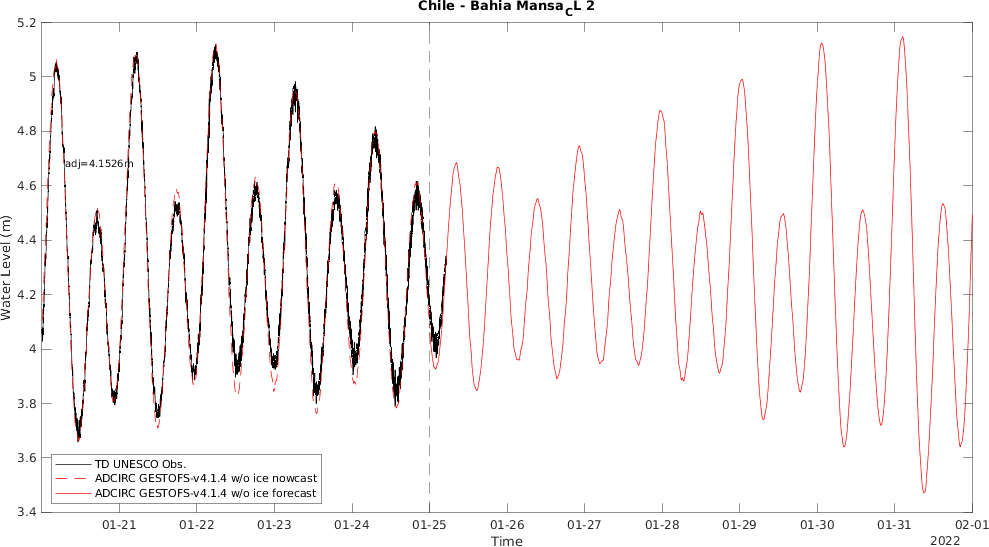 Chile - Bahia Mansa_CL 2
5.2
5
4.8
4.6
4.4
4.2
4
3.8
3.6
3.4
Water Level (m)
adj=4.1526m
TD UNESCO Obs.
ADCIRC GESTOFS-v4.1.4 w/o ice nowcast
ADCIRC GESTOFS-v4.1.4 w/o ice forecast
01-21 01-22 01-23 01-24 01-25 01-26 01-27 01-28 01-29 01-30 01-31 02-01
Time
2022